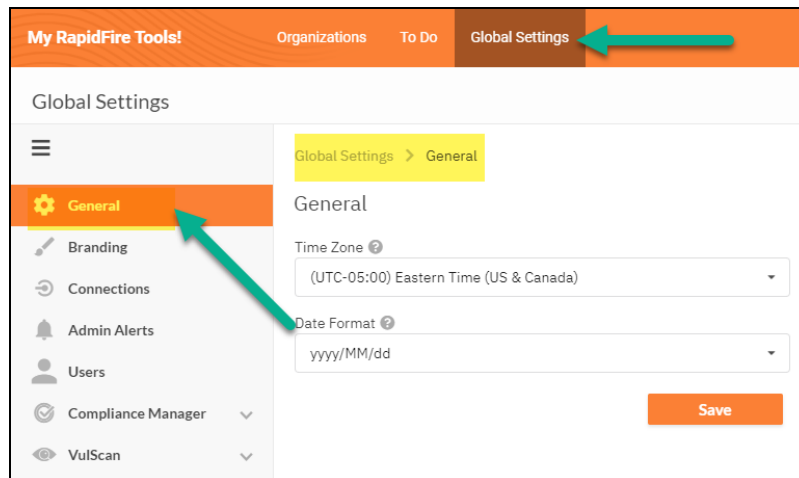 My RapidFire Tools!
Organizations
To Do
Global Settings
Global Settings
Global Settings > General
General
General
Time Zone
(UTC-05:00) Eastern Time (US & Canada)
Date Format
yyyy/MM/dd
Save
Branding
Connections
Admin Alerts
Users
Compliance Manager
VulScan